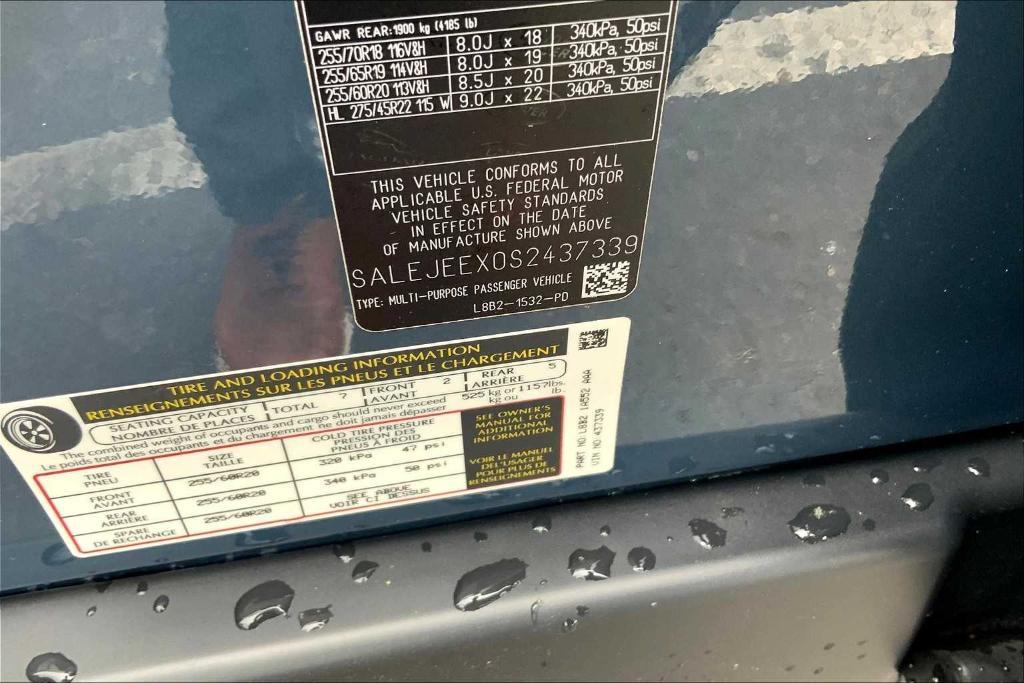 GAWR REAR:1900 kg (4185 lb)
255/70R18 116V&H 8.0J x 18 340kPa, 50psi
255/65R19 114V&H 8.0J x 19 340kPa, 50psi
255/60R20 113V&H 8.5J x 20 340kPa, 50psi
HL 275/45R22 115 W 9.0J x 22 340kPa, 50psi
THIS VEHICLE CONFORMS TO ALL
APPLICABLE U.S. FEDERAL MOTOR
VEHICLE SAFETY STANDARDS
IN EFFECT ON THE DATE
OF MANUFACTURE SHOWN ABOVE
SALEJEEX0S2437339
TYPE: MULTI-PURPOSE PASSENGER VEHICLE
L8B2-1532-PD
TIRE AND LOADING INFORMATION
RENSEIGNEMENTS SUR LES PNEUS ET LE CHARGEMENT
SEATING CAPACITY TOTAL 7 FRONT 2 REAR 5
NOMBRE DE PLACES AVANT ARRIÈRE
The combined weight of occupants and cargo should never exceed 525 kg or 1157lbs.
Le poids total des occupants et du chargement ne doit jamais dépasser kg ou lb.
TIRE SIZE COLD TIRE PRESSURE
PNEU TAILLE PRESSION DES
PNEUS À FROID
FRONT 255/60R20 320 kPa 47 psi
AVANT
REAR 255/60R20 340 kPa 50 psi
ARRIÈRE
SPARE 255/60R20 SEE ABOVE
DE RECHANGE VOIR CI DESSUS
SEE OWNER'S
MANUAL FOR
ADDITIONAL
INFORMATION
VOIR LE MANUEL
DE L'USAGER
POUR PLUS DE
RENSEIGNEMENTS
PART NO L8B2 1A552 AAA
VIN NO 437339